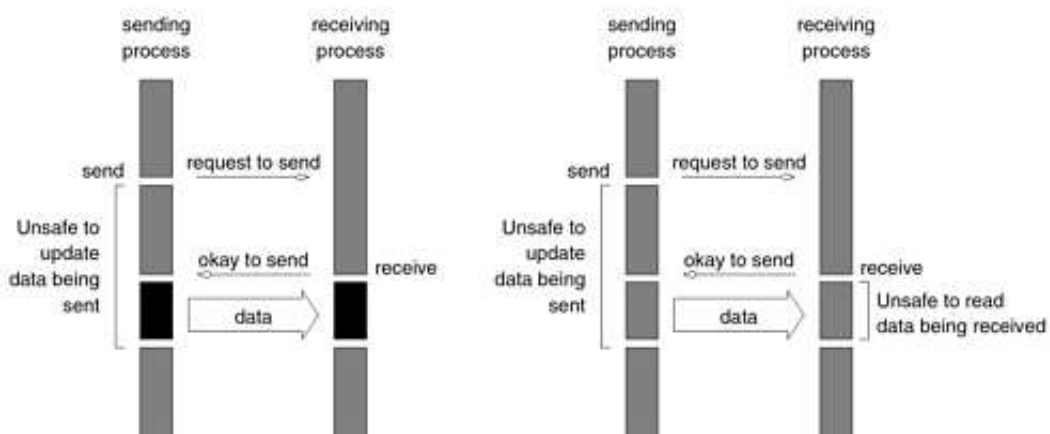 sending
process
receiving
process
send
request to send
Unsafe to
update
data being
sent
okay to send
receive
data
sending
process
receiving
process
send
request to send
Unsafe to
update
data being
sent
okay to send
receive
data
Unsafe to read
data being received